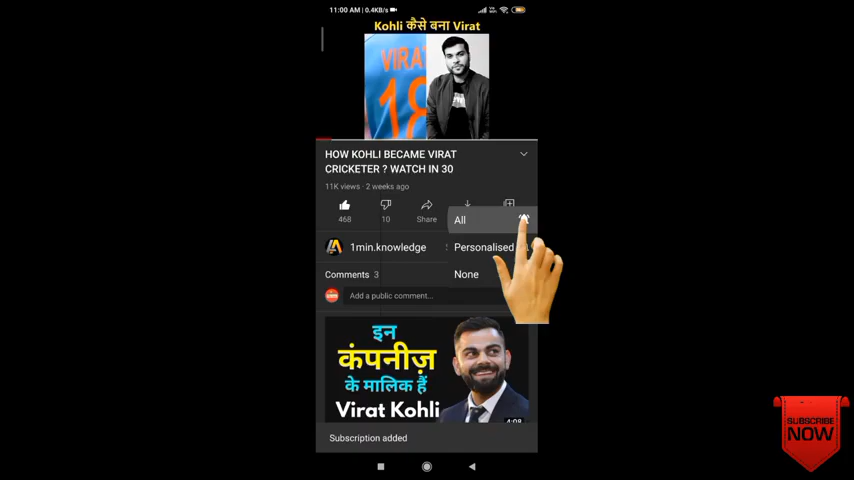 11:00 AM | 0.4KB/s
Kohli कैसे बना Virat
VIRAT
18
HOW KOHLI BECAME VIRAT
CRICKETER ? WATCH IN 30
11K views · 2 weeks ago
468
10
Share
All
1min.knowledge
Personalised
Comments 3
None
Add a public comment...
इन
कंपनीज़
के मालिक हैं
Virat Kohli
4:08
Subscription added
SUBSCRIBE
NOW